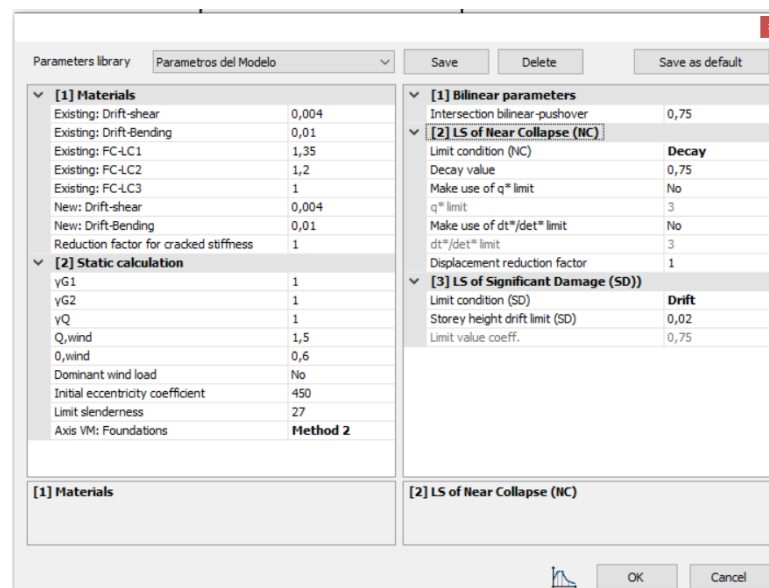 Parameters library Parametros del Modelo Save Delete Save as default
[1] Materials
Existing: Drift-shear 0,004
Existing: Drift-Bending 0,01
Existing: FC-LC1 1,35
Existing: FC-LC2 1,2
Existing: FC-LC3 1
New: Drift-shear 0,004
New: Drift-Bending 0,01
Reduction factor for cracked stiffness 1
[2] Static calculation
γG1 1
γG2 1
γQ 1
Q,wind 1,5
0,wind 0,6
Dominant wind load No
Initial eccentricity coefficient 450
Limit slenderness 27
Axis VM: Foundations Method 2
[1] Materials
[1] Bilinear parameters
Intersection bilinear-pushover 0,75
[2] LS of Near Collapse (NC)
Limit condition (NC) Decay
Decay value 0,75
Make use of q* limit No
q* limit 3
Make use of dt*/det* limit No
dt*/det* limit 3
Displacement reduction factor 1
[3] LS of Significant Damage (SD))
Limit condition (SD) Drift
Storey height drift limit (SD) 0,02
Limit value coeff. 0,75
[2] LS of Near Collapse (NC)
OK Cancel